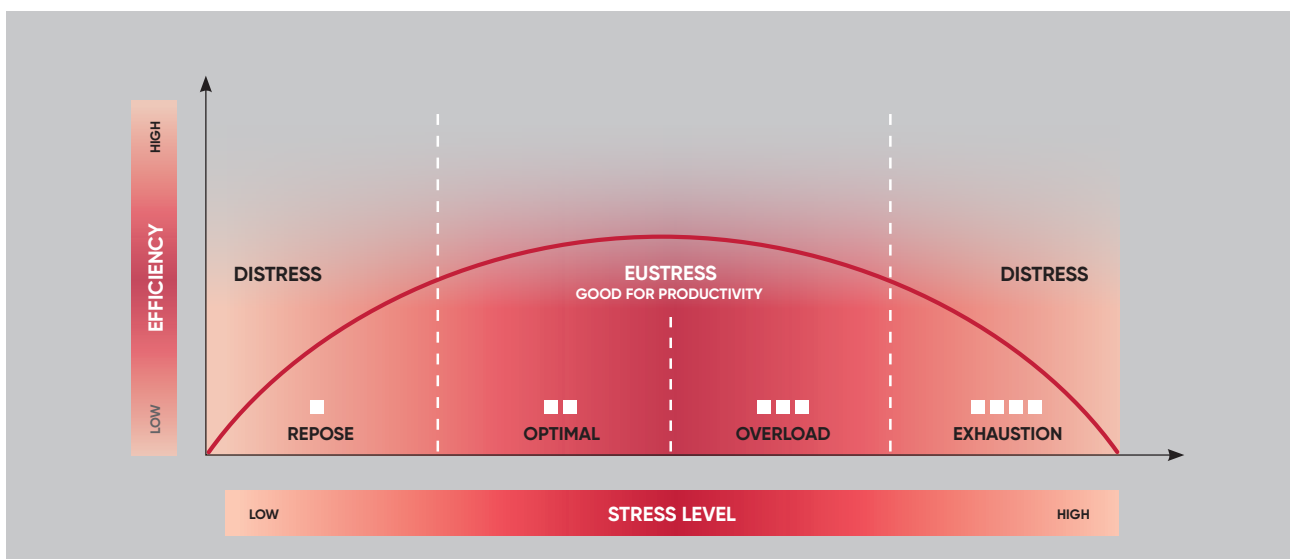 HIGH
EFFICIENCY
LOW
DISTRESS
EUSTRESS
GOOD FOR PRODUCTIVITY
DISTRESS
REPOSE
OPTIMAL
OVERLOAD
EXHAUSTION
LOW
STRESS LEVEL
HIGH